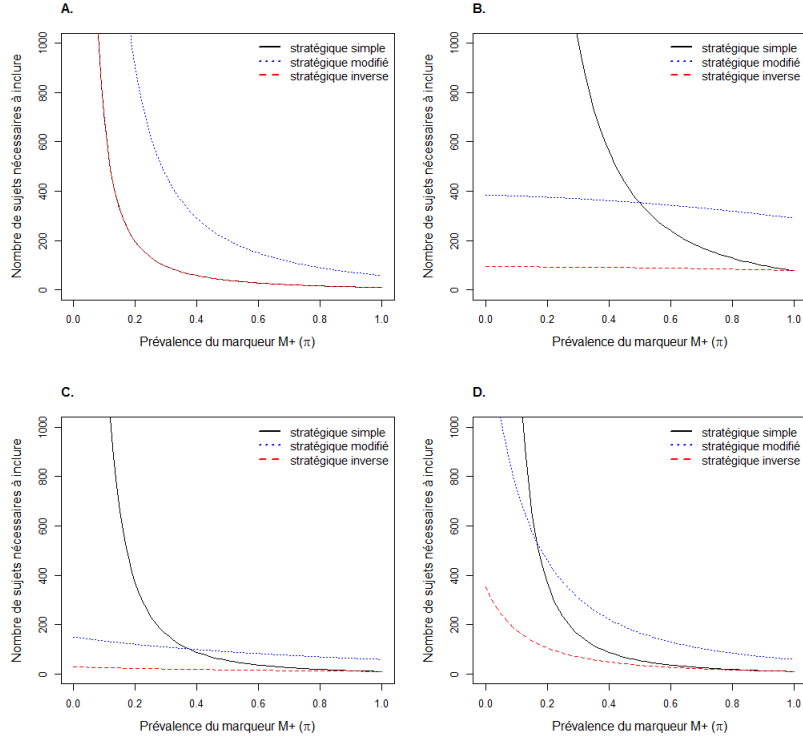 A.
stratégique simple
stratégique modifié
stratégique inverse
Nombre de sujets nécessaires à inclure
0 200 400 600 800 1000
0.0 0.2 0.4 0.6 0.8 1.0
Prévalence du marqueur M+ (π)
B.
stratégique simple
stratégique modifié
stratégique inverse
Nombre de sujets nécessaires à inclure
0 200 400 600 800 1000
0.0 0.2 0.4 0.6 0.8 1.0
Prévalence du marqueur M+ (π)
C.
stratégique simple
stratégique modifié
stratégique inverse
Nombre de sujets nécessaires à inclure
0 200 400 600 800 1000
0.0 0.2 0.4 0.6 0.8 1.0
Prévalence du marqueur M+ (π)
D.
stratégique simple
stratégique modifié
stratégique inverse
Nombre de sujets nécessaires à inclure
0 200 400 600 800 1000
0.0 0.2 0.4 0.6 0.8 1.0
Prévalence du marqueur M+ (π)